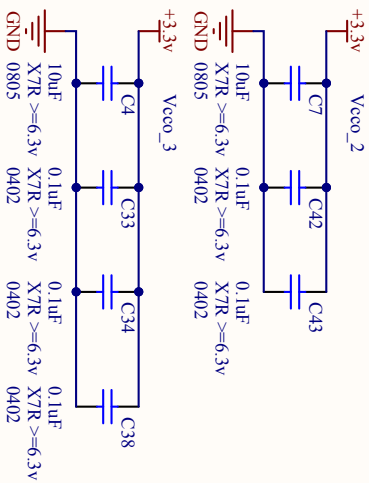 +3.3v
Vcco_2
C7
C42
C43
GND
10uF
X7R >=6.3v
0805
0.1uF
X7R >=6.3v
0402
0.1uF
X7R >=6.3v
0402
+3.3v
Vcco_3
C4
C33
C34
C38
GND
10uF
X7R >=6.3v
0805
0.1uF
X7R >=6.3v
0402
0.1uF
X7R >=6.3v
0402
0.1uF
X7R >=6.3v
0402